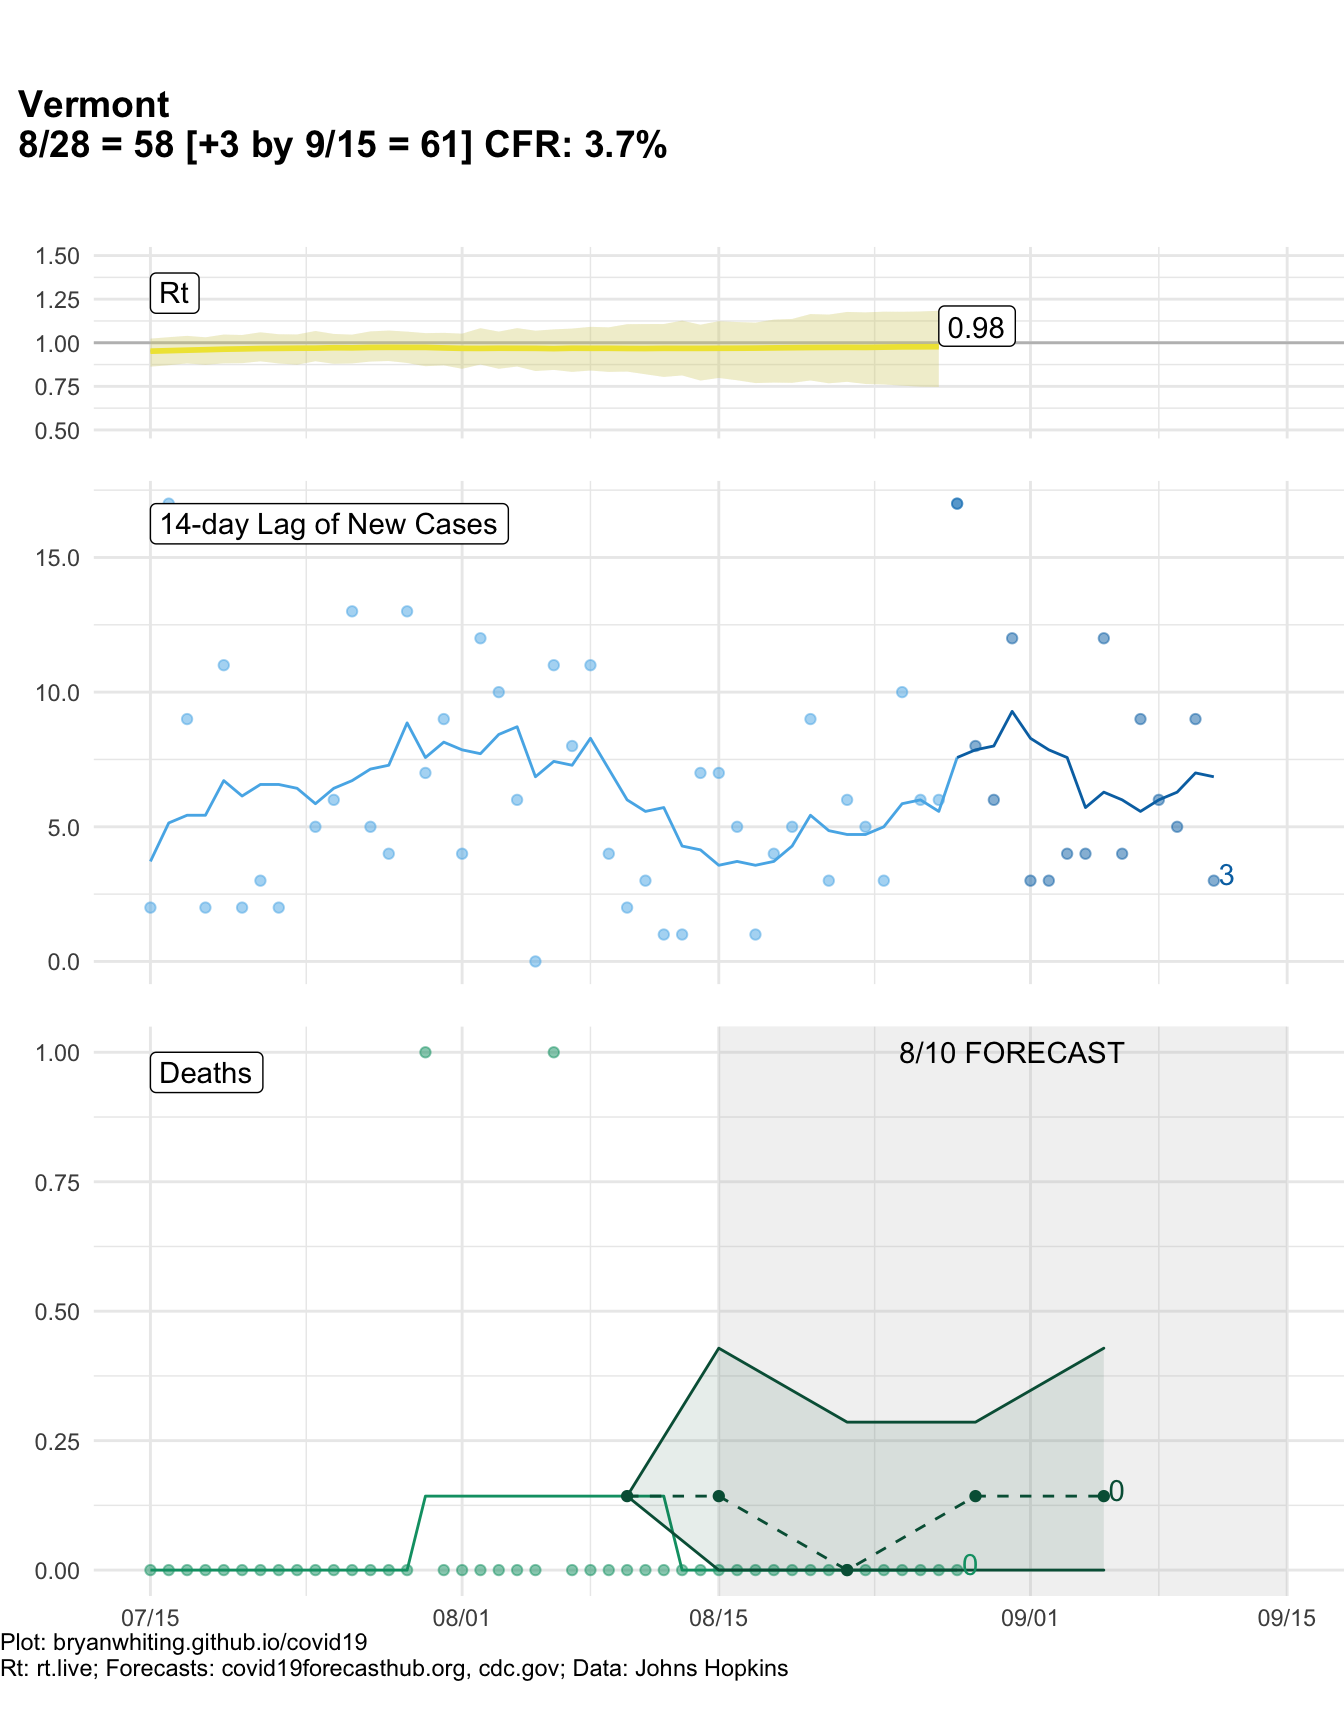 Vermont
8/28 = 58 [+3 by 9/15 = 61] CFR: 3.7%
1.50
1.25
1.00
0.75
0.50
Rt
0.98
15.0
10.0
5.0
0.0
14-day Lag of New Cases
3
1.00
0.75
0.50
0.25
0.00
Deaths
8/10 FORECAST
0
0
07/15
08/01
08/15
09/01
09/15
Plot: bryanwhiting.github.io/covid19
Rt: rt.live; Forecasts: covid19forecasthub.org, cdc.gov; Data: Johns Hopkins